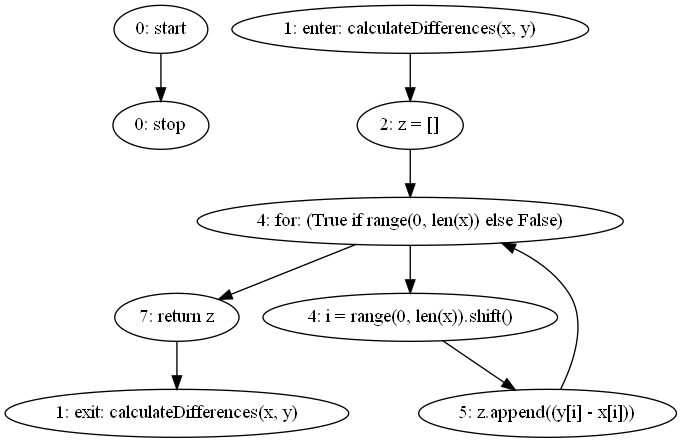 0: start
1: enter: calculateDifferences(x, y)
0: stop
2: z = []
4: for: (True if range(0, len(x)) else False)
7: return z
4: i = range(0, len(x)).shift()
1: exit: calculateDifferences(x, y)
5: z.append((y[i] - x[i]))